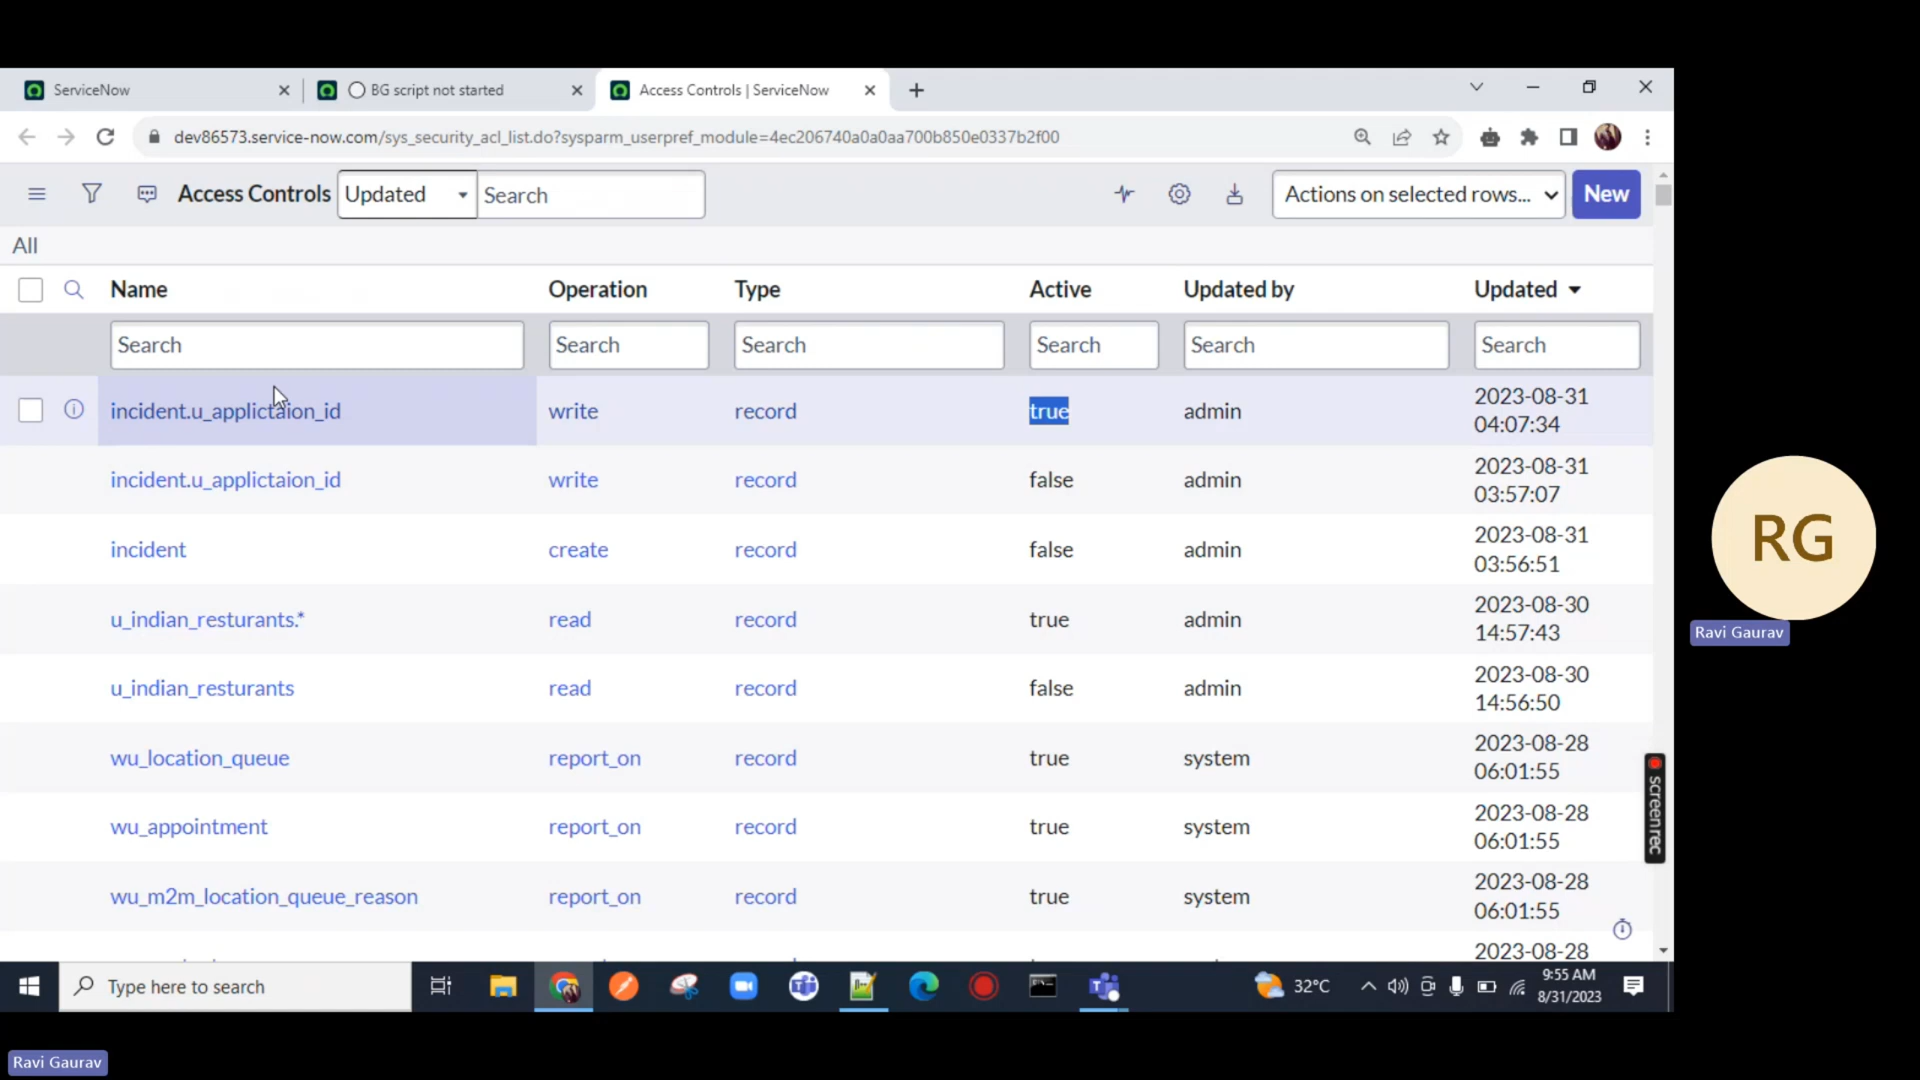 ServiceNow
BG script not started
Access Controls | ServiceNow
dev86573.service-now.com/sys_security_acl_list.do?sysparm_userpref_module=4ec206740a0a0aa700b850e0337b2f00
Access Controls Updated Search Actions on selected rows... New
All
Name Operation Type Active Updated by Updated
Search Search Search Search Search Search
incident.u_applictaion_id write record true admin 2023-08-31
04:07:34
incident.u_applictaion_id write record false admin 2023-08-31
03:57:07
incident create record false admin 2023-08-31
03:56:51
u_indian_resturants.* read record true admin 2023-08-30
14:57:43
u_indian_resturants read record false admin 2023-08-30
14:56:50
wu_location_queue report_on record true system 2023-08-28
06:01:55
wu_appointment report_on record true system 2023-08-28
06:01:55
wu_m2m_location_queue_reason report_on record true system 2023-08-28
06:01:55
2023-08-28
screenrec
RG
Ravi Gaurav
Type here to search
32°C
9:55 AM
8/31/2023
Ravi Gaurav